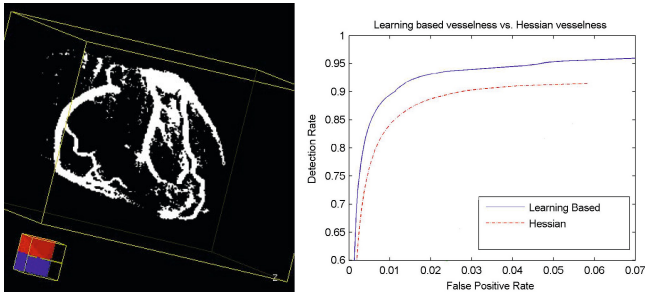 Z
Learning based vesselness vs. Hessian vesselness
Detection Rate
1
0.95
0.9
0.85
0.8
0.75
0.7
0.65
0.6
0
0.01
0.02
0.03
0.04
0.05
0.06
0.07
False Positive Rate
Learning Based
Hessian